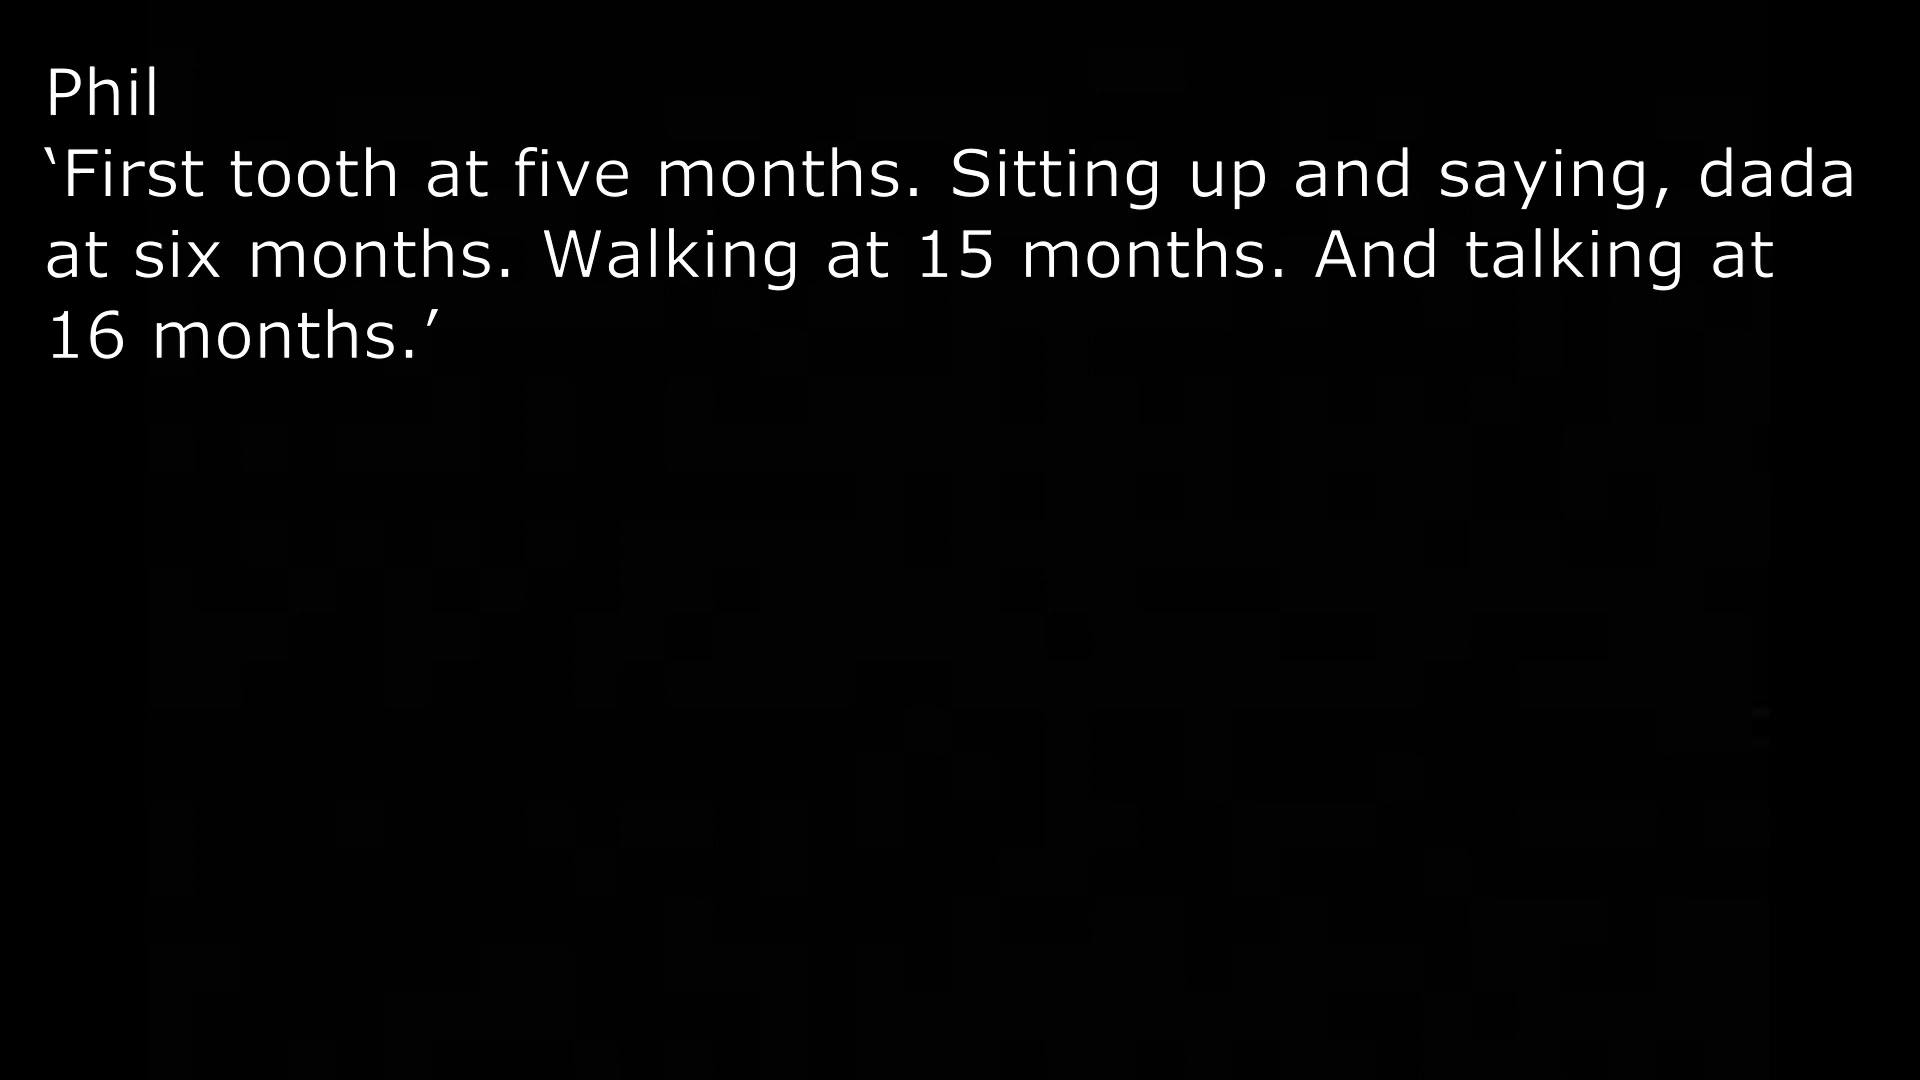 Phil
‘First tooth at five months. Sitting up and saying, dada
at six months. Walking at 15 months. And talking at
16 months.’